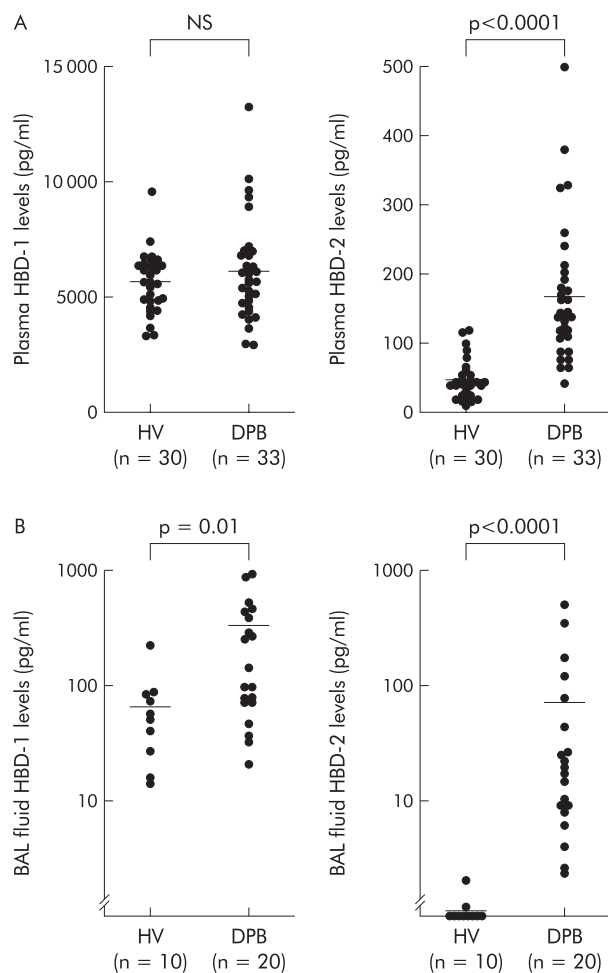 A
NS
15 000
10 000
5000
0
Plasma HBD-1 levels (pg/ml)
HV
(n = 30)
DPB
(n = 33)
p<0.0001
500
400
300
200
100
0
Plasma HBD-2 levels (pg/ml)
HV
(n = 30)
DPB
(n = 33)
B
p = 0.01
1000
100
10
BAL fluid HBD-1 levels (pg/ml)
HV
(n = 10)
DPB
(n = 20)
p<0.0001
1000
100
10
BAL fluid HBD-2 levels (pg/ml)
HV
(n = 10)
DPB
(n = 20)